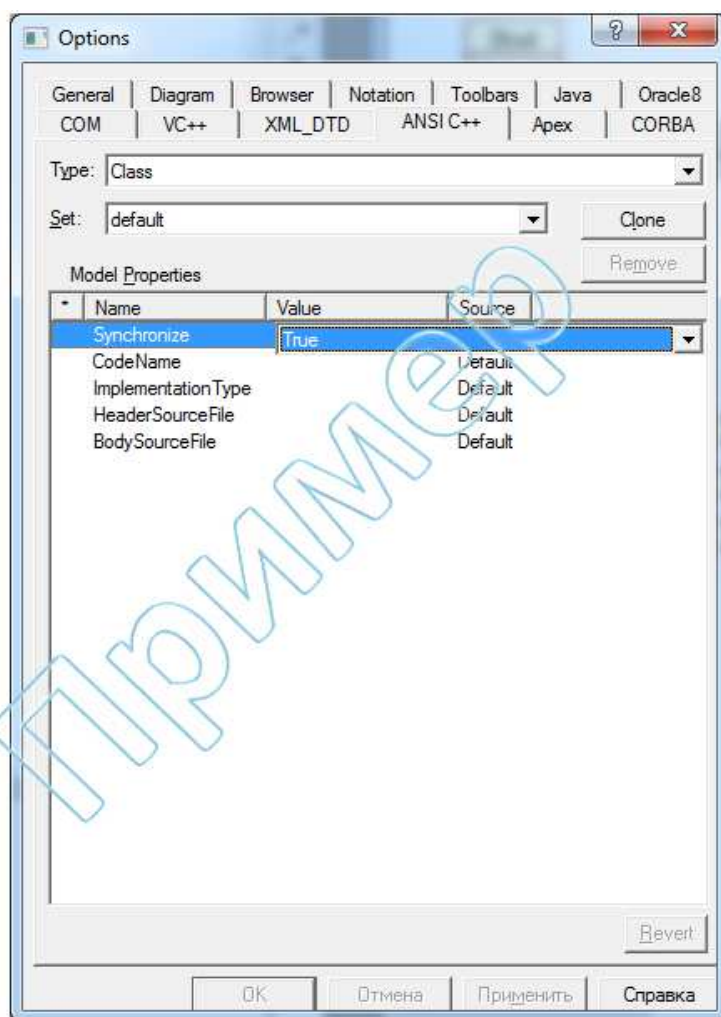 Options
General Diagram Browser Notation Toolbars Java Oracle8
COM VC++ XML_DTD ANSI C++ Apex CORBA
Type: Class
Set: default Clone
Remove
Model Properties
* Name Value Source
Synchronize True
CodeName Default
ImplementationType Default
HeaderSourceFile Default
BodySourceFile Default
Пример
Revert
OK Отмена Применить Справка